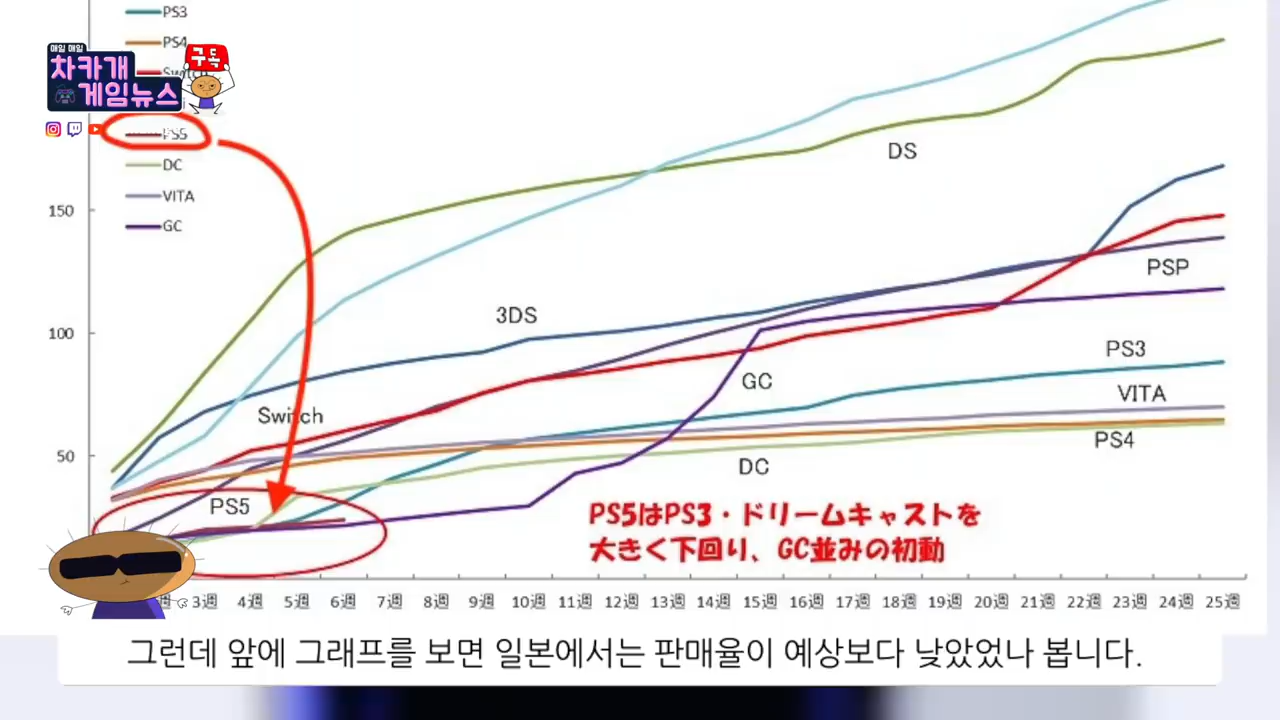 PS3
PS4
매일 매일
차카개
게임뉴스
구독
Switch
PS5
DC
VITA
GC
150
100
50
DS
3DS
PSP
PS3
GC
VITA
Switch
PS4
DC
PS5
PS5はPS3・ドリームキャストを
大きく下回り、GC並みの初動
3週 4週 5週 6週 7週 8週 9週 10週 11週 12週 13週 14週 15週 16週 17週 18週 19週 20週 21週 22週 23週 24週 25週
그런데 앞에 그래프를 보면 일본에서는 판매율이 예상보다 낮았었나 봅니다.